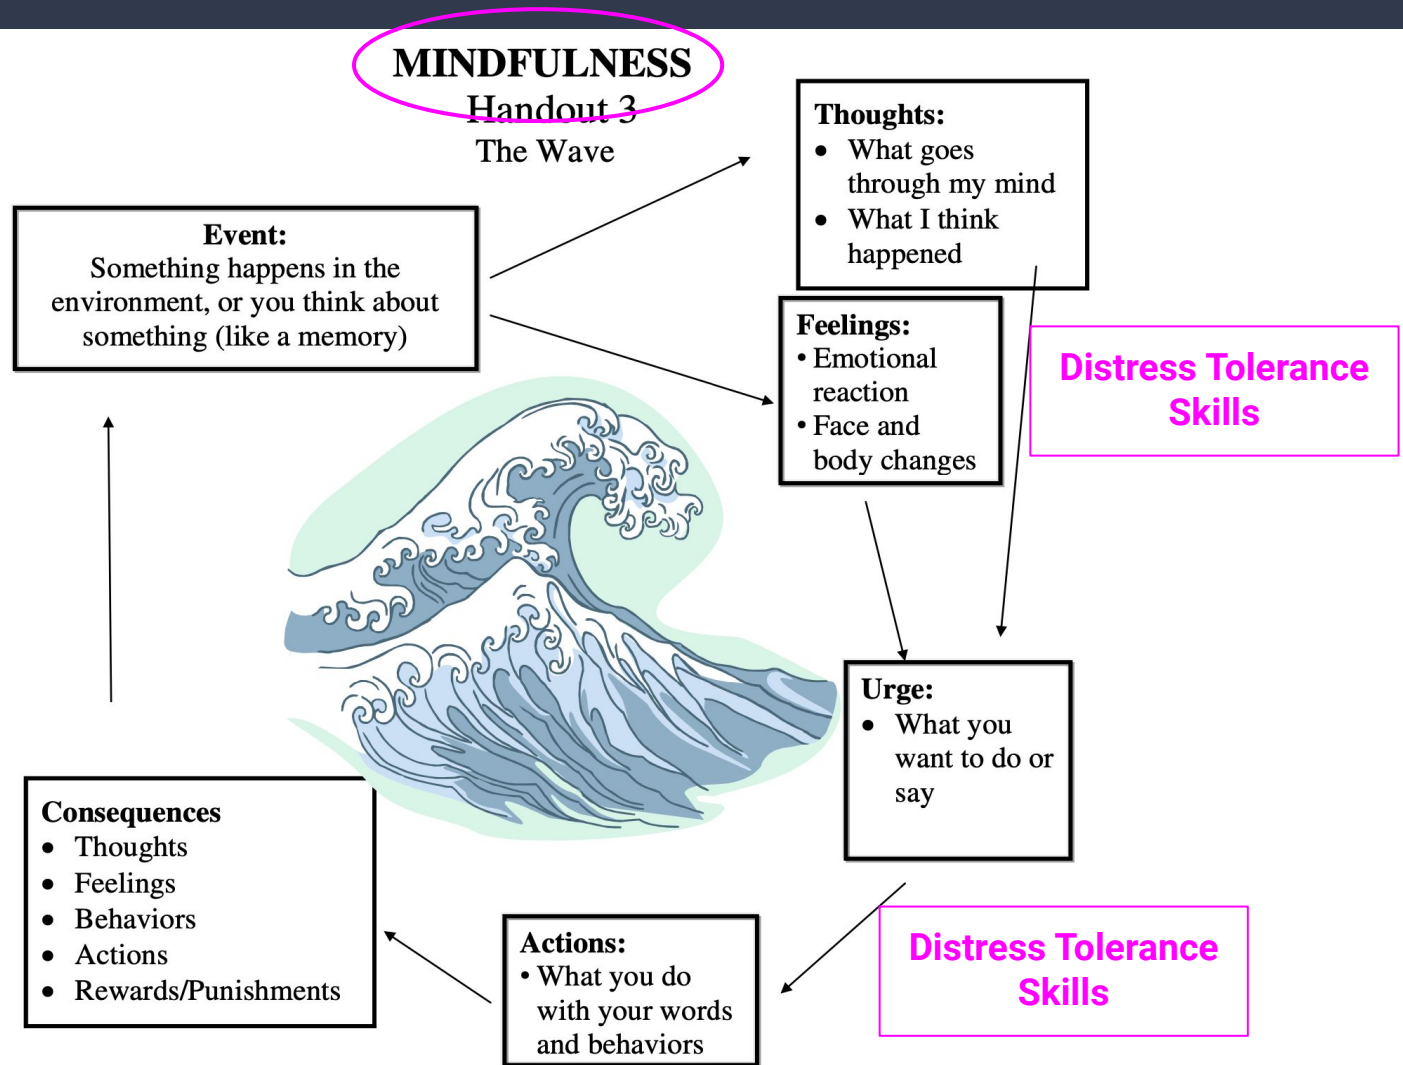 MINDFULNESS
Handout 3
The Wave
Event:
Something happens in the
environment, or you think about
something (like a memory)
Thoughts:
• What goes
through my mind
• What I think
happened
Feelings:
• Emotional
reaction
• Face and
body changes
Distress Tolerance
Skills
Urge:
• What you
want to do or
say
Distress Tolerance
Skills
Actions:
• What you do
with your words
and behaviors
Consequences
• Thoughts
• Feelings
• Behaviors
• Actions
• Rewards/Punishments